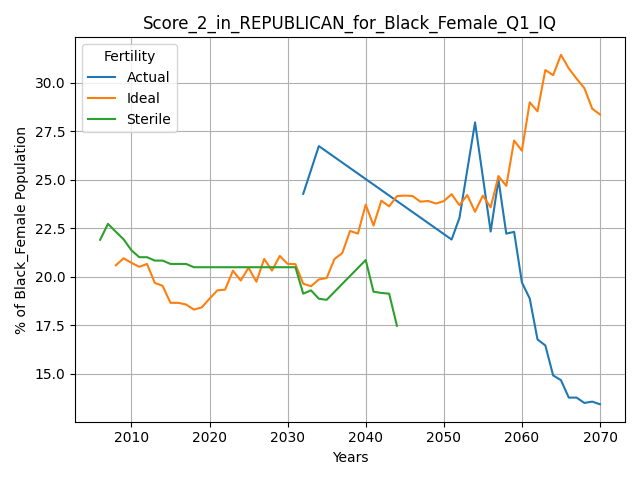 Score_2_in_REPUBLICAN_for_Black_Female_Q1_IQ
Fertility
Actual
Ideal
Sterile
% of Black_Female Population
30.0
27.5
25.0
22.5
20.0
17.5
15.0
2010 2020 2030 2040 2050 2060 2070
Years